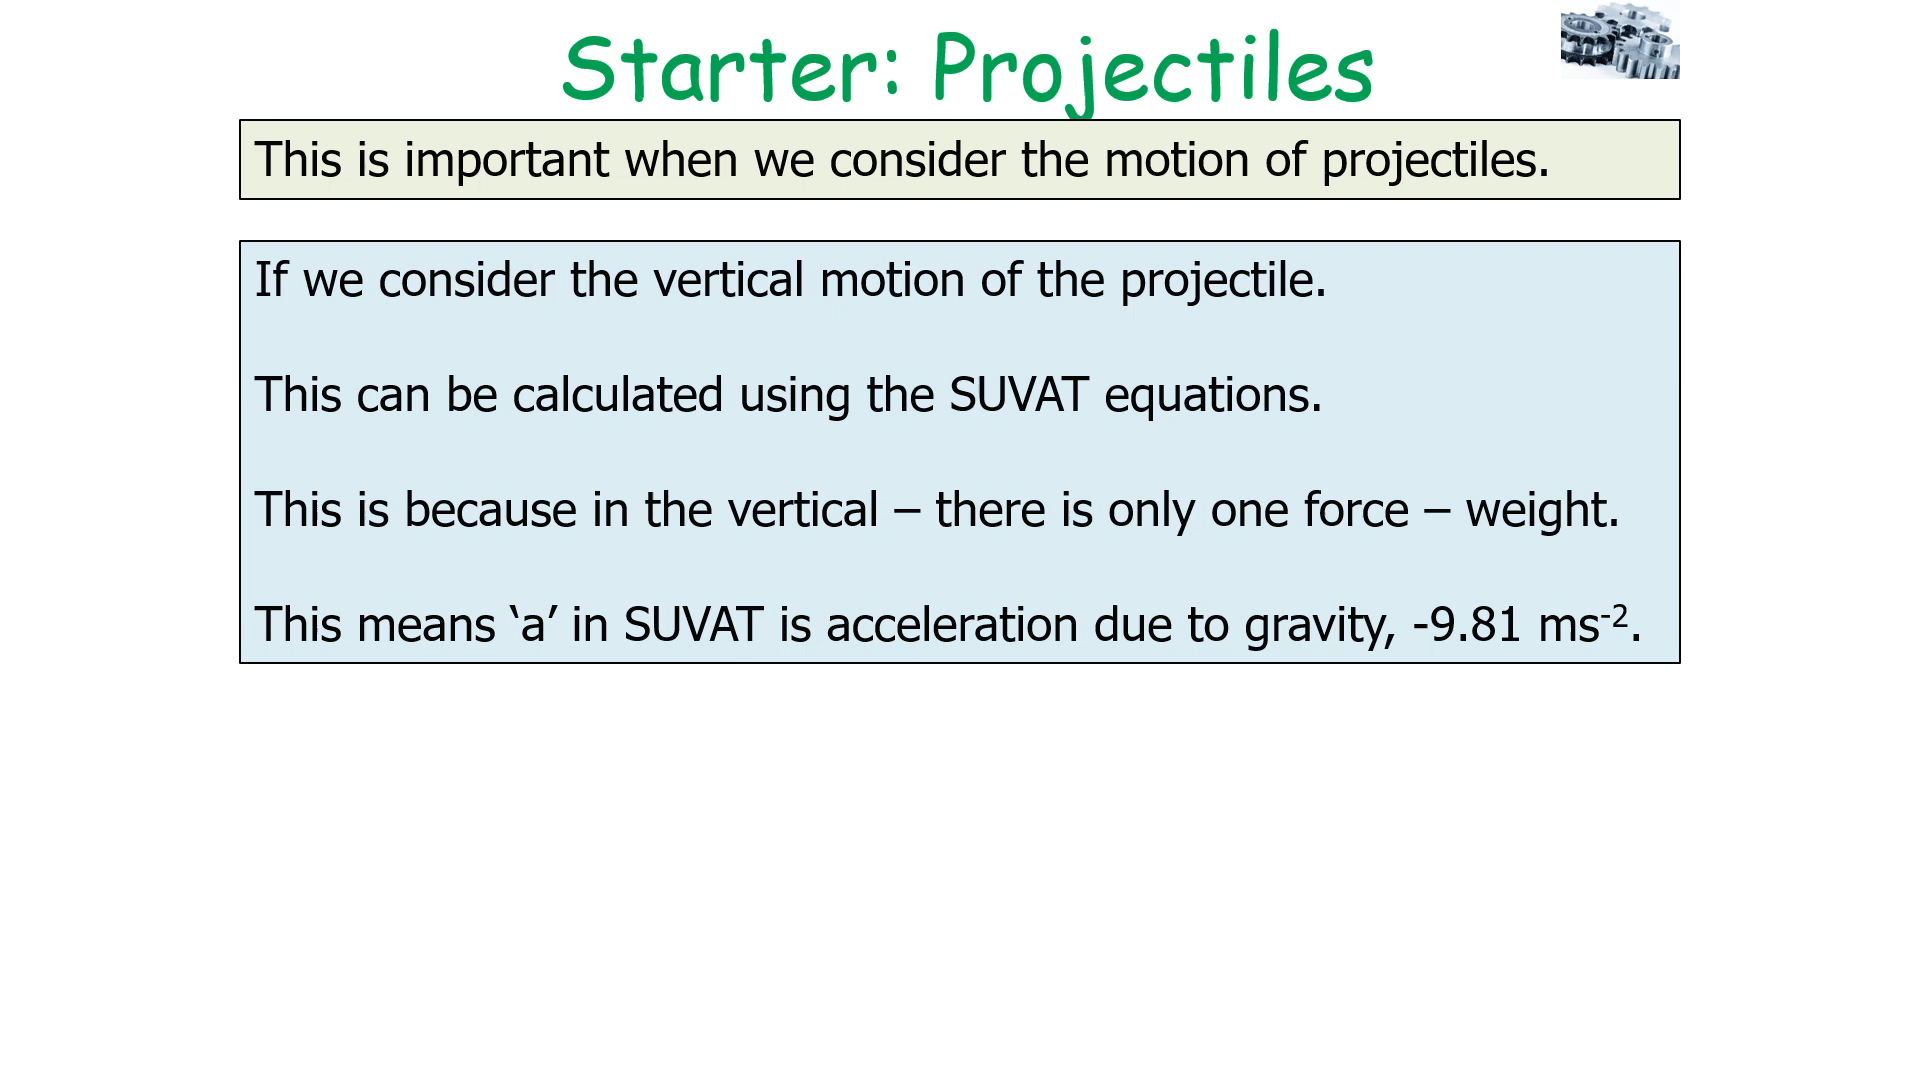 Starter: Projectiles
This is important when we consider the motion of projectiles.
If we consider the vertical motion of the projectile.
This can be calculated using the SUVAT equations.
This is because in the vertical – there is only one force – weight.
This means ‘a’ in SUVAT is acceleration due to gravity, -9.81 ms⁻².